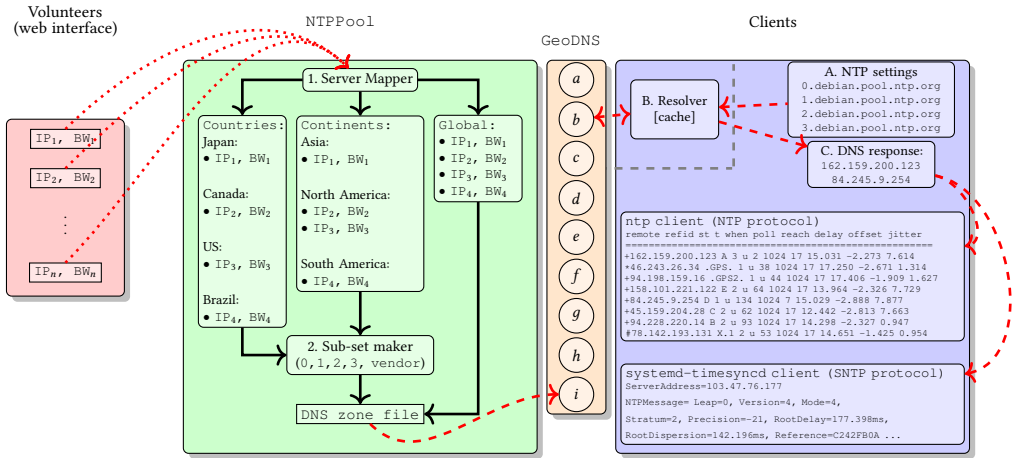 Volunteers
(web interface)
IP1, BW1
IP2, BW2
.
.
.
IPn, BWn
NTPPool
1. Server Mapper
Countries:
Japan:
• IP1, BW1
Canada:
• IP2, BW2
US:
• IP3, BW3
Brazil:
• IP4, BW4
Continents:
Asia:
• IP1, BW1
North America:
• IP2, BW2
• IP3, BW3
South America:
• IP4, BW4
Global:
• IP1, BW1
• IP2, BW2
• IP3, BW3
• IP4, BW4
2. Sub-set maker
(0,1,2,3, vendor)
DNS zone file
GeoDNS
a
b
c
d
e
f
g
h
i
Clients
B. Resolver
[cache]
A. NTP settings
0.debian.pool.ntp.org
1.debian.pool.ntp.org
2.debian.pool.ntp.org
3.debian.pool.ntp.org
C. DNS response:
162.159.200.123
84.245.9.254
ntp client (NTP protocol)
remote refid st t when poll reach delay offset jitter
====================================================
+162.159.200.123 A 3 u 2 1024 17 15.031 −2.273 7.614
*46.243.26.34 .GPS. 1 u 38 1024 17 17.250 −2.671 1.314
+94.198.159.16 .GPS2. 1 u 44 1024 17 17.406 −1.909 1.627
+158.101.221.122 E 2 u 64 1024 17 13.964 −2.326 7.729
+84.245.9.254 D 1 u 134 1024 7 15.029 −2.888 7.877
+45.159.204.28 C 2 u 62 1024 17 12.442 −2.813 7.663
+94.228.220.14 B 2 u 93 1024 17 14.298 −2.327 0.947
#78.142.193.131 X.1 2 u 53 1024 17 14.651 −1.425 0.954
systemd-timesyncd client (SNTP protocol)
ServerAddress=103.47.76.177
NTPMessage= Leap=0, Version=4, Mode=4,
Stratum=2, Precision=−21, RootDelay=177.398ms,
RootDispersion=142.196ms, Reference=C242FB0A ...